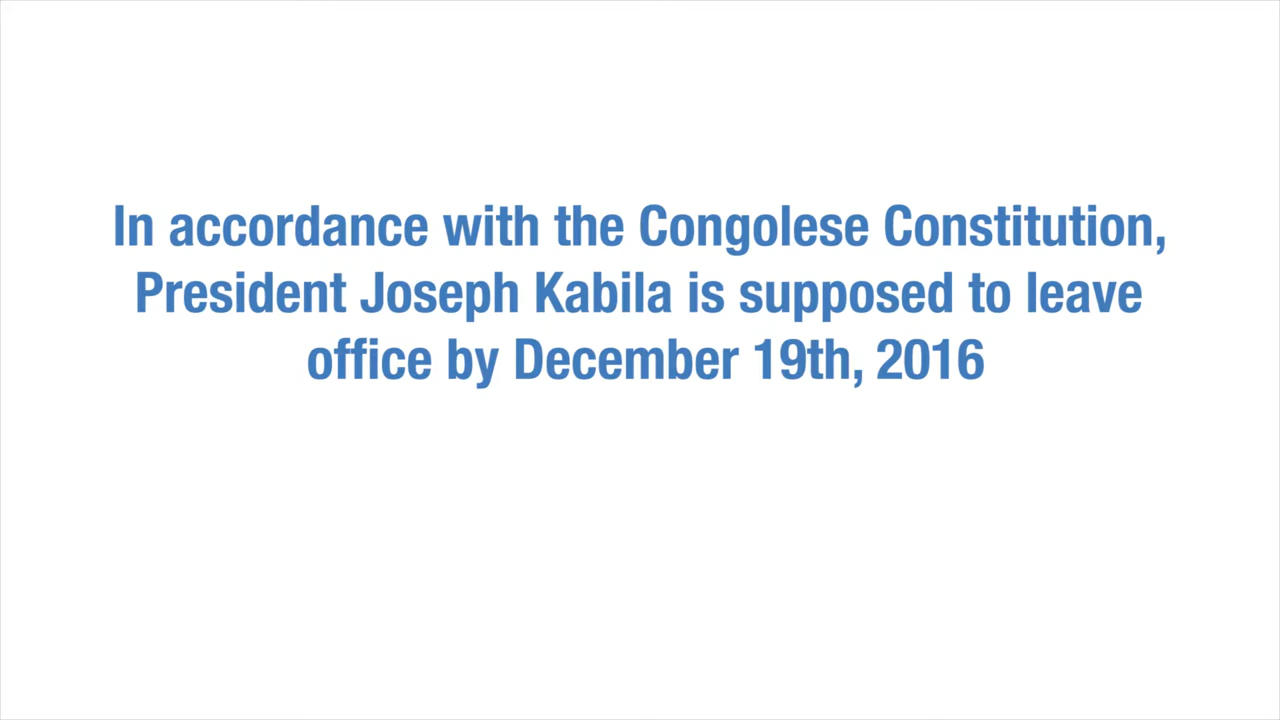 In accordance with the Congolese Constitution,
President Joseph Kabila is supposed to leave
office by December 19th, 2016